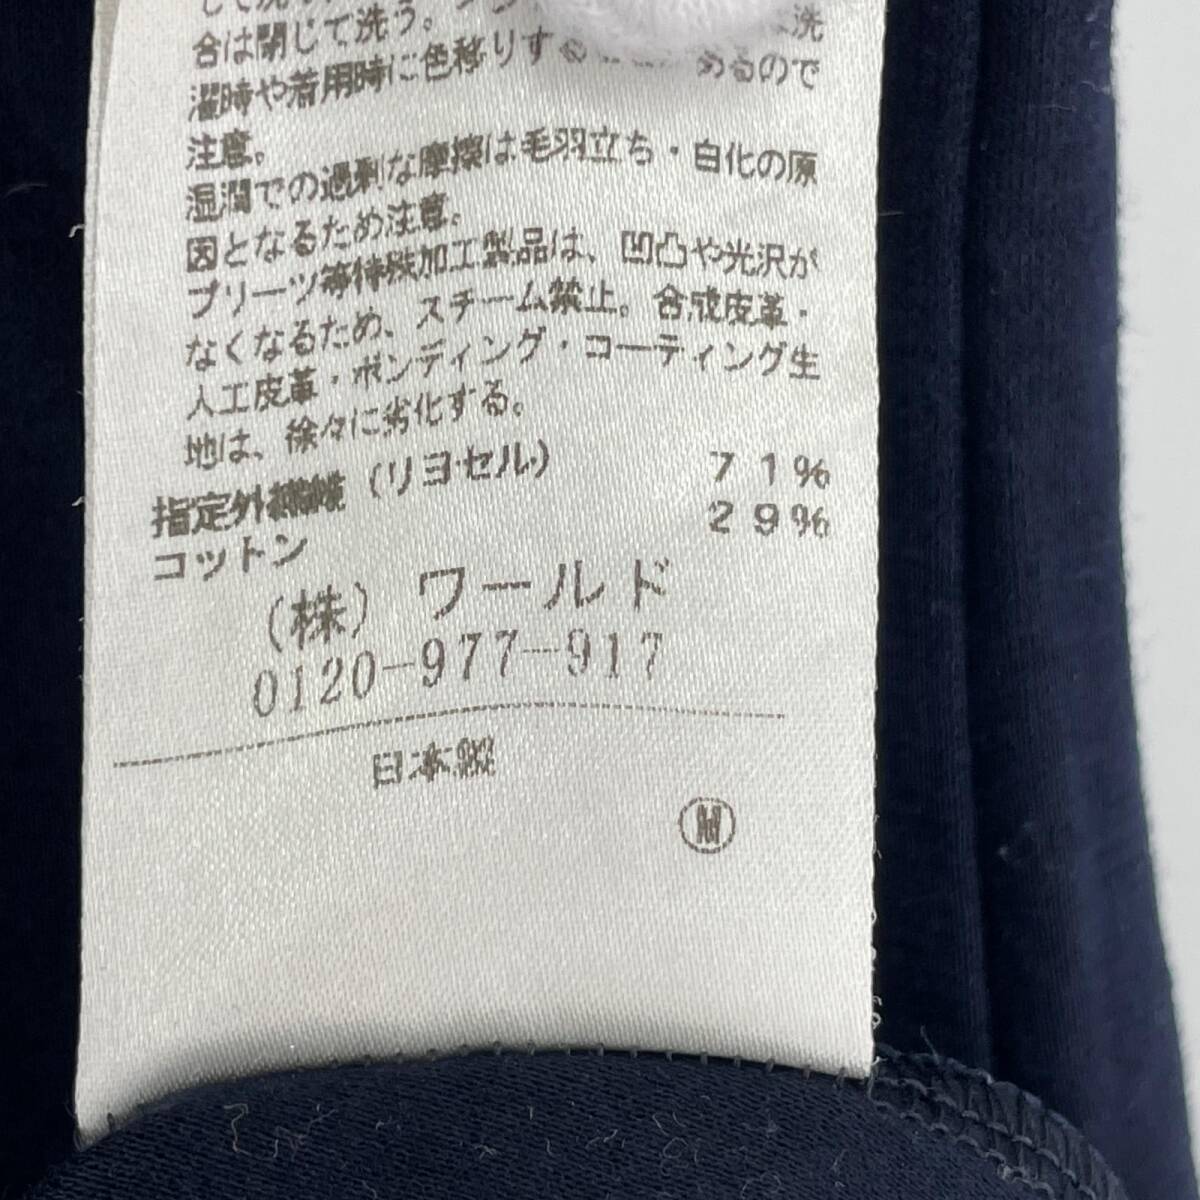 合は閉じて洗う。
濯時や着用時に色移りす あるので
注意。
湿潤での過剰な摩擦は毛羽立ち・白化の原
因となるため注意。
プリーツ等特殊加工製品は、凹凸や光沢が
なくなるため、スチーム禁止。合成皮革・
人工皮革・ボンディング・コーティング生
地は、徐々に劣化する。
指定外繊維(リヨセル) 71%
コットン 29%
(株)ワールド
0120-977-917
日本製
M